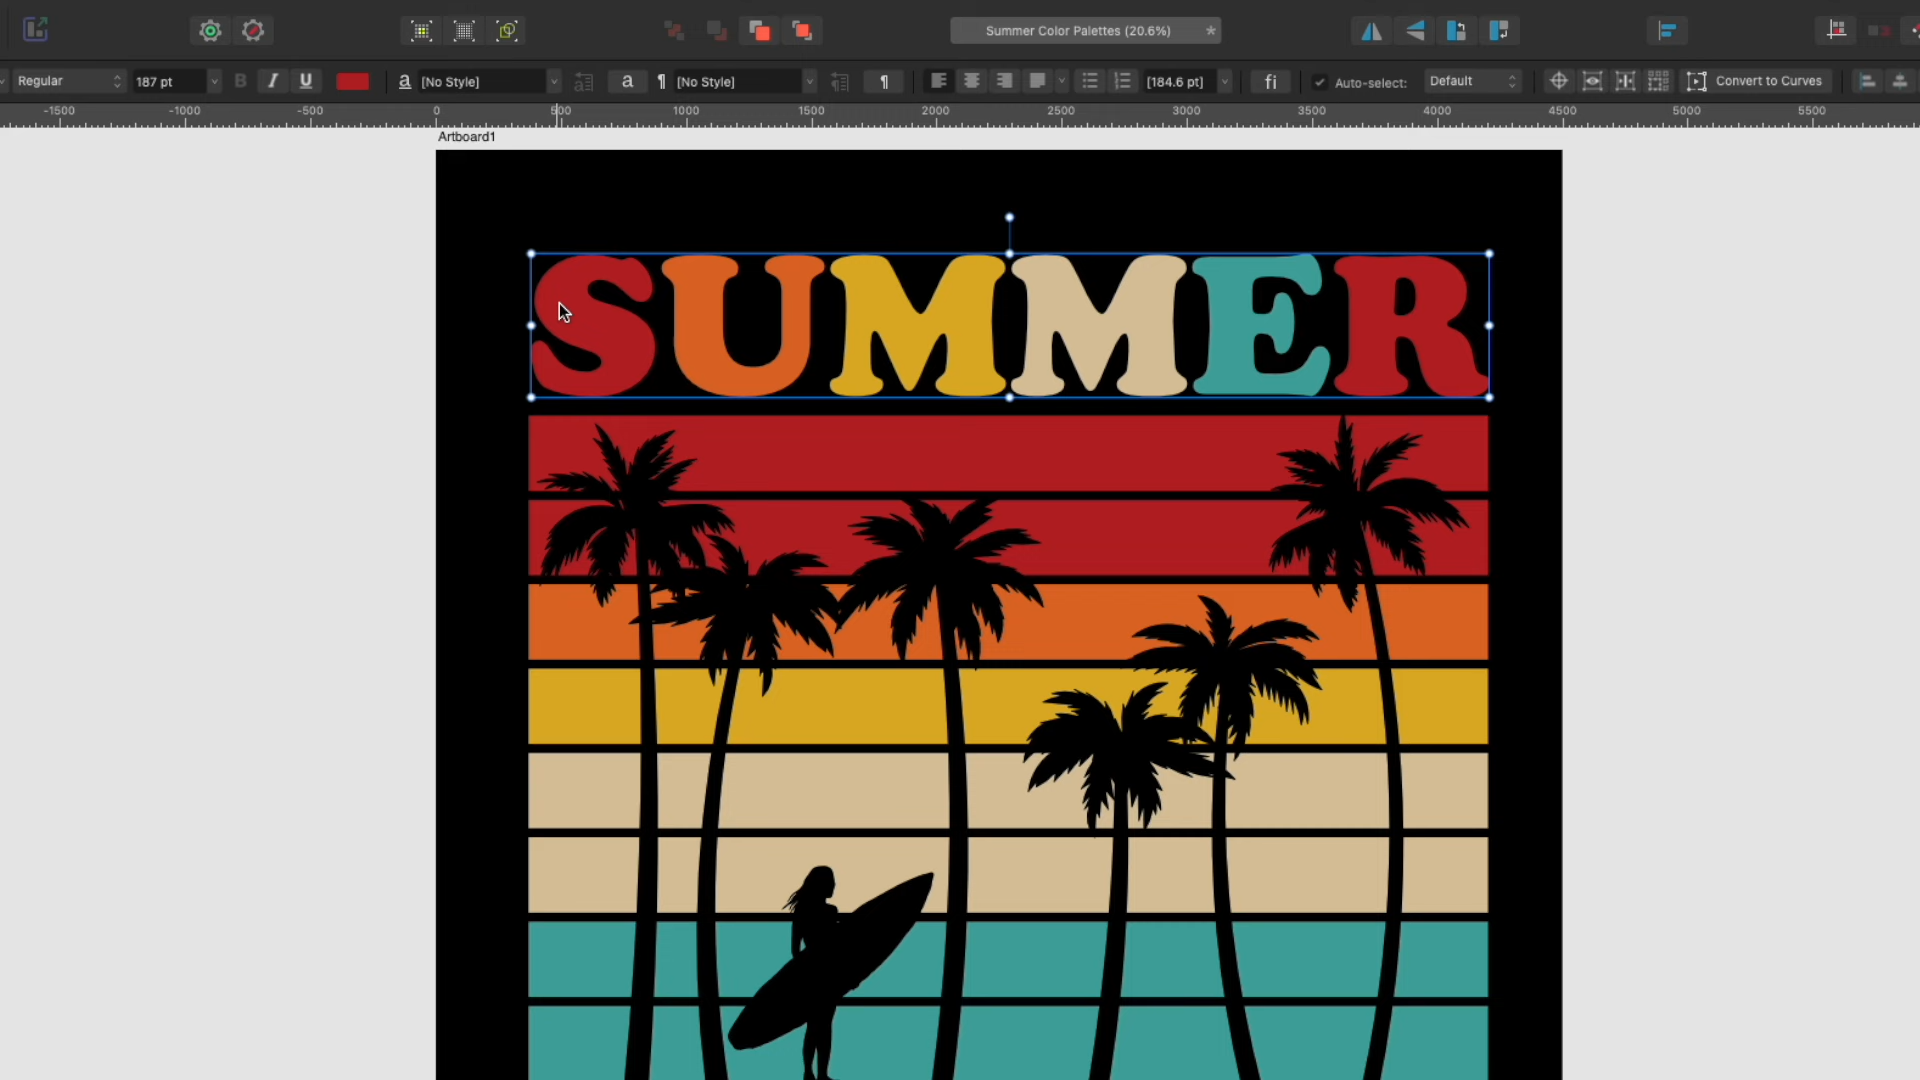 Summer Color Palettes (20.6%)
Regular 187 pt B I U a [No Style] a ¶ [No Style] ¶ [184.6 pt] fi Auto-select: Default Convert to Curves
-1500 -1000 -500 0 500 1000 1500 2000 2500 3000 3500 4000 4500 5000 5500
Artboard1
SUMMER